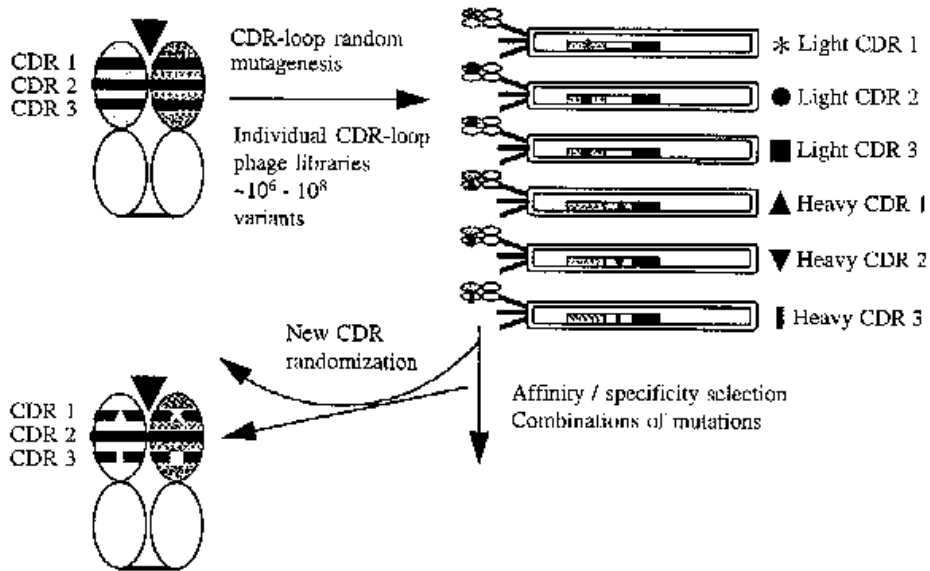 CDR 1
CDR 2
CDR 3
CDR-loop random
mutagenesis
Individual CDR-loop
phage libraries
~10⁶ - 10⁸
variants
* Light CDR 1
● Light CDR 2
■ Light CDR 3
▲ Heavy CDR 1
▼ Heavy CDR 2
▌ Heavy CDR 3
New CDR
randomization
Affinity / specificity selection
Combinations of mutations
CDR 1
CDR 2
CDR 3